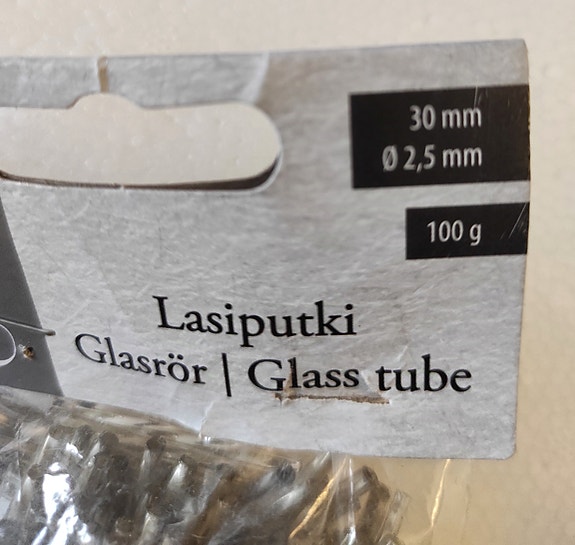 30 mm
Ø 2,5 mm
100 g
Lasiputki
Glasrör | Glass tube